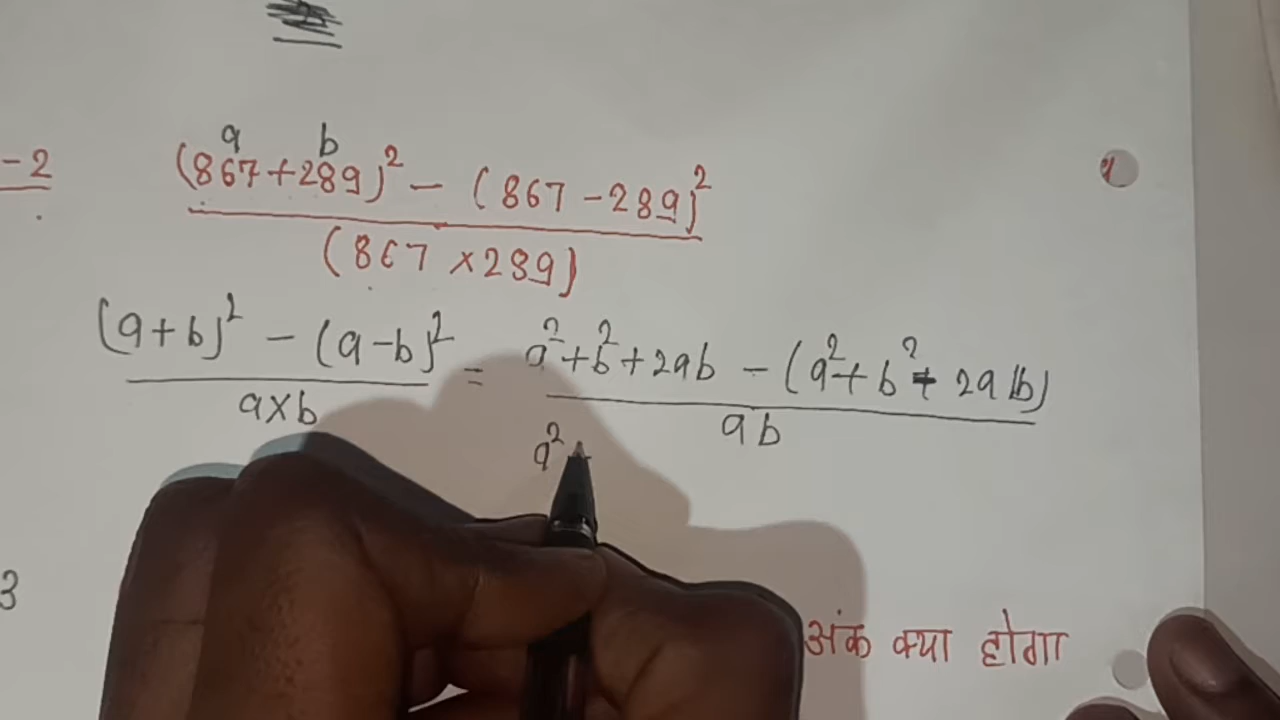 a b
-2 (867+289)² - (867-289)²
(867 × 289)
(a+b)² - (a-b)² = a²+b²+2ab - (a²+b²-2ab)
a×b ab
a²
3 अंक क्या होगा